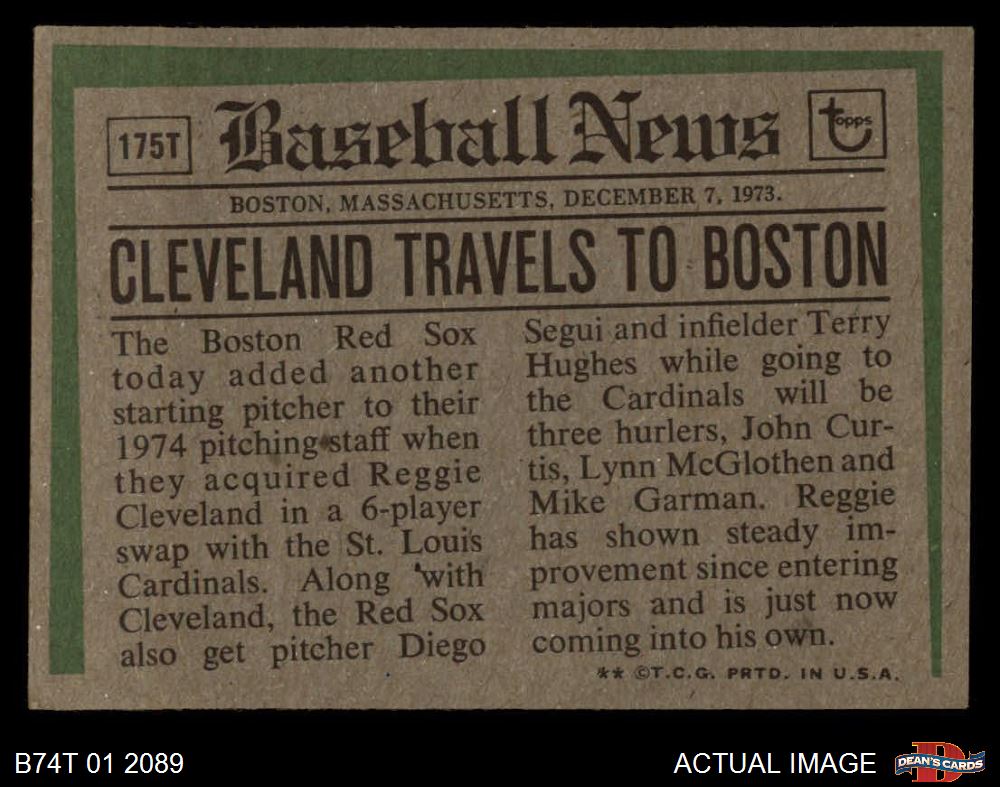 175T Baseball News topps
BOSTON, MASSACHUSETTS, DECEMBER 7, 1973.
CLEVELAND TRAVELS TO BOSTON
The Boston Red Sox
today added another
starting pitcher to their
1974 pitching staff when
they acquired Reggie
Cleveland in a 6-player
swap with the St. Louis
Cardinals. Along with
Cleveland, the Red Sox
also get pitcher Diego
Segui and infielder Terry
Hughes while going to
the Cardinals will be
three hurlers, John Cur-
tis, Lynn McGlothen and
Mike Garman. Reggie
has shown steady im-
provement since entering
majors and is just now
coming into his own.
** ©T.C.G. PRTD. IN U.S.A.
B74T 01 2089 ACTUAL IMAGE DEAN'S CARDS